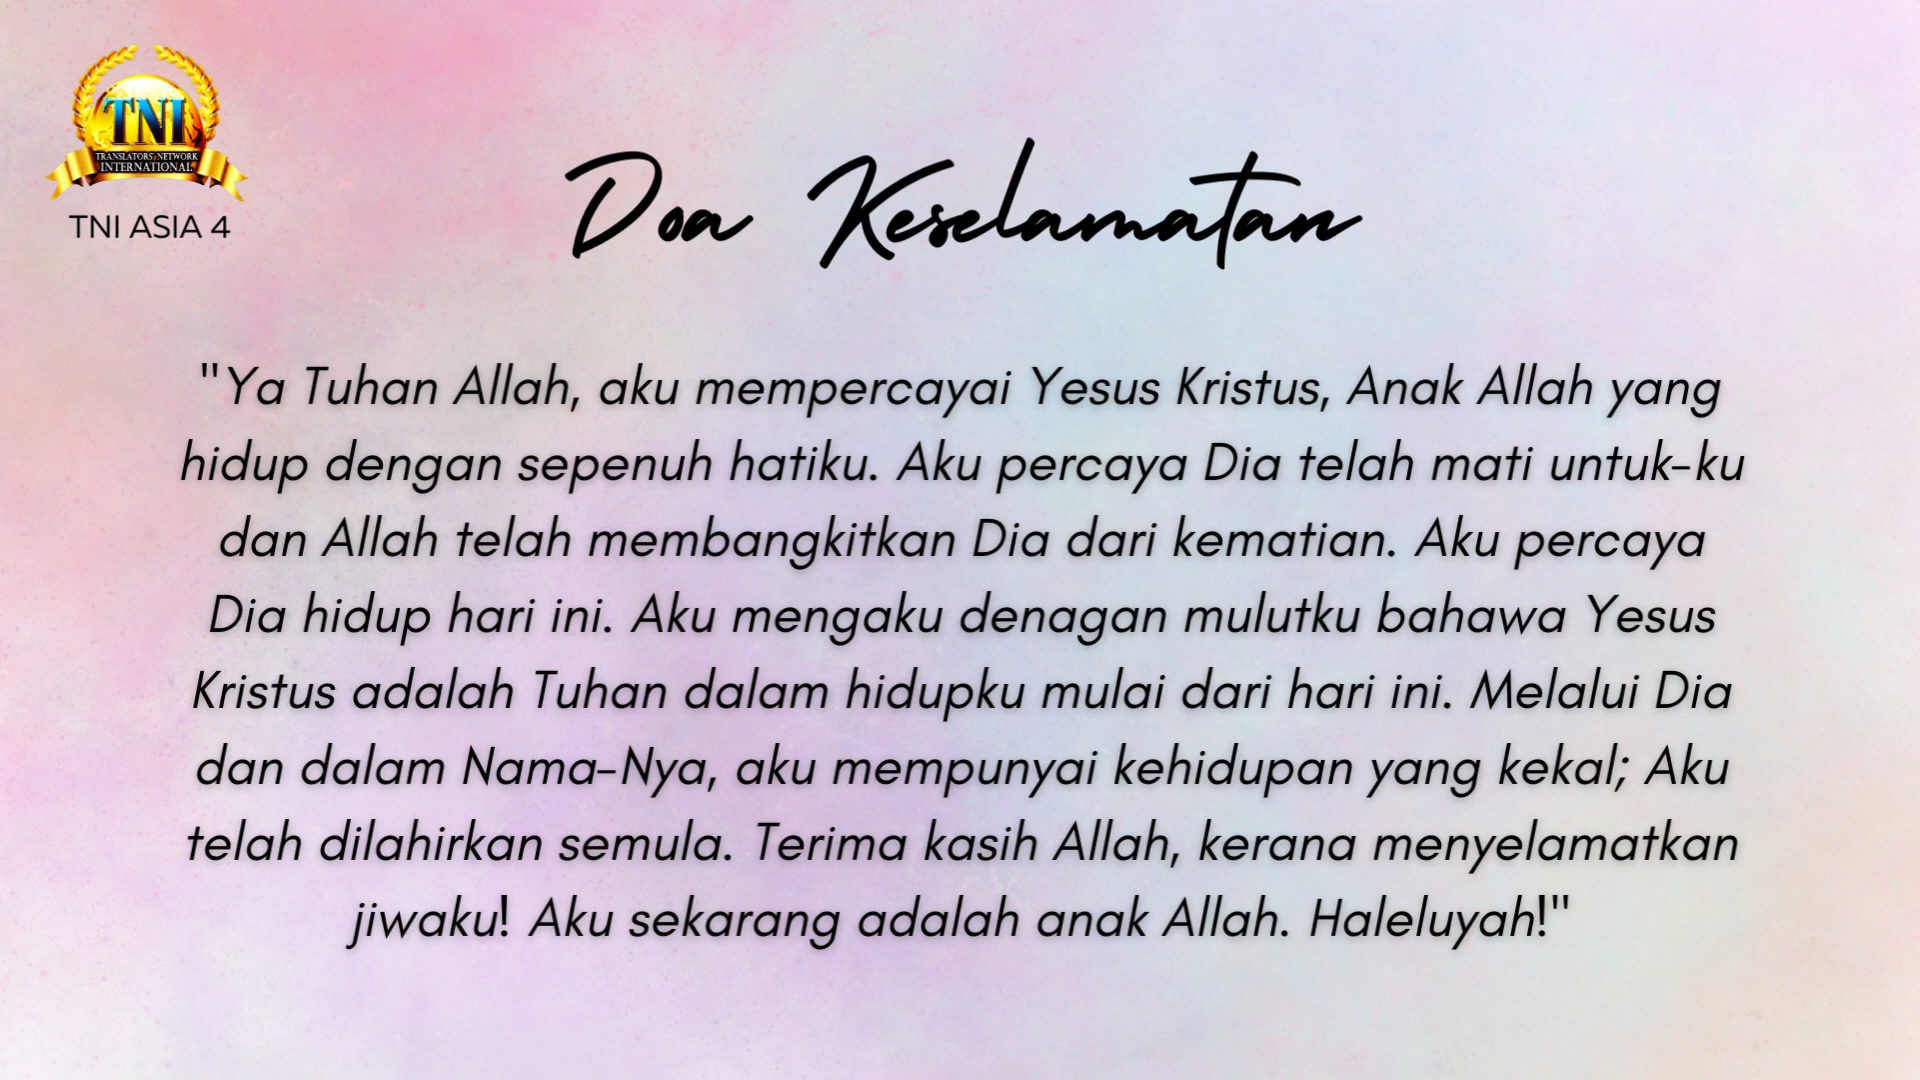 TNI
TRANSLATORS' NETWORK
INTERNATIONAL
TNI ASIA 4
Doa Keselamatan
"Ya Tuhan Allah, aku mempercayai Yesus Kristus, Anak Allah yang
hidup dengan sepenuh hatiku. Aku percaya Dia telah mati untuk-ku
dan Allah telah membangkitkan Dia dari kematian. Aku percaya
Dia hidup hari ini. Aku mengaku denagan mulutku bahawa Yesus
Kristus adalah Tuhan dalam hidupku mulai dari hari ini. Melalui Dia
dan dalam Nama-Nya, aku mempunyai kehidupan yang kekal; Aku
telah dilahirkan semula. Terima kasih Allah, kerana menyelamatkan
jiwaku! Aku sekarang adalah anak Allah. Haleluyah!"